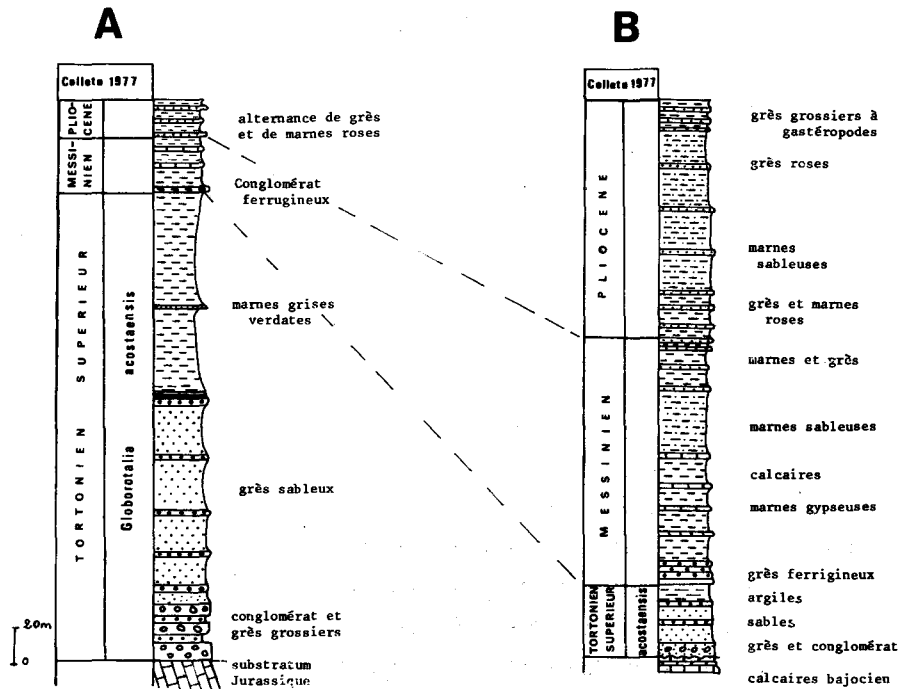 A
Collete 1977
PLIO-
CENE
MESSI-
NIEN
TORTONIEN SUPERIEUR
Globorotalia acostaensis
alternance de grès
et de marnes roses
Conglomérat
ferrugineux
marnes grises
verdates
grès sableux
conglomérat et
grès grossiers
substratum
Jurassique
20m
0
B
Collete 1977
PLIOCENE
MESSINIEN
TORTONIEN
SUPERIEUR
acostaensis
grès grossiers à
gastéropodes
grès roses
marnes
sableuses
grès et marnes
roses
marnes et grès
marnes sableuses
calcaires
marnes gypseuses
grès ferrigineux
argiles
sables
grès et conglomérat
calcaires bajocien